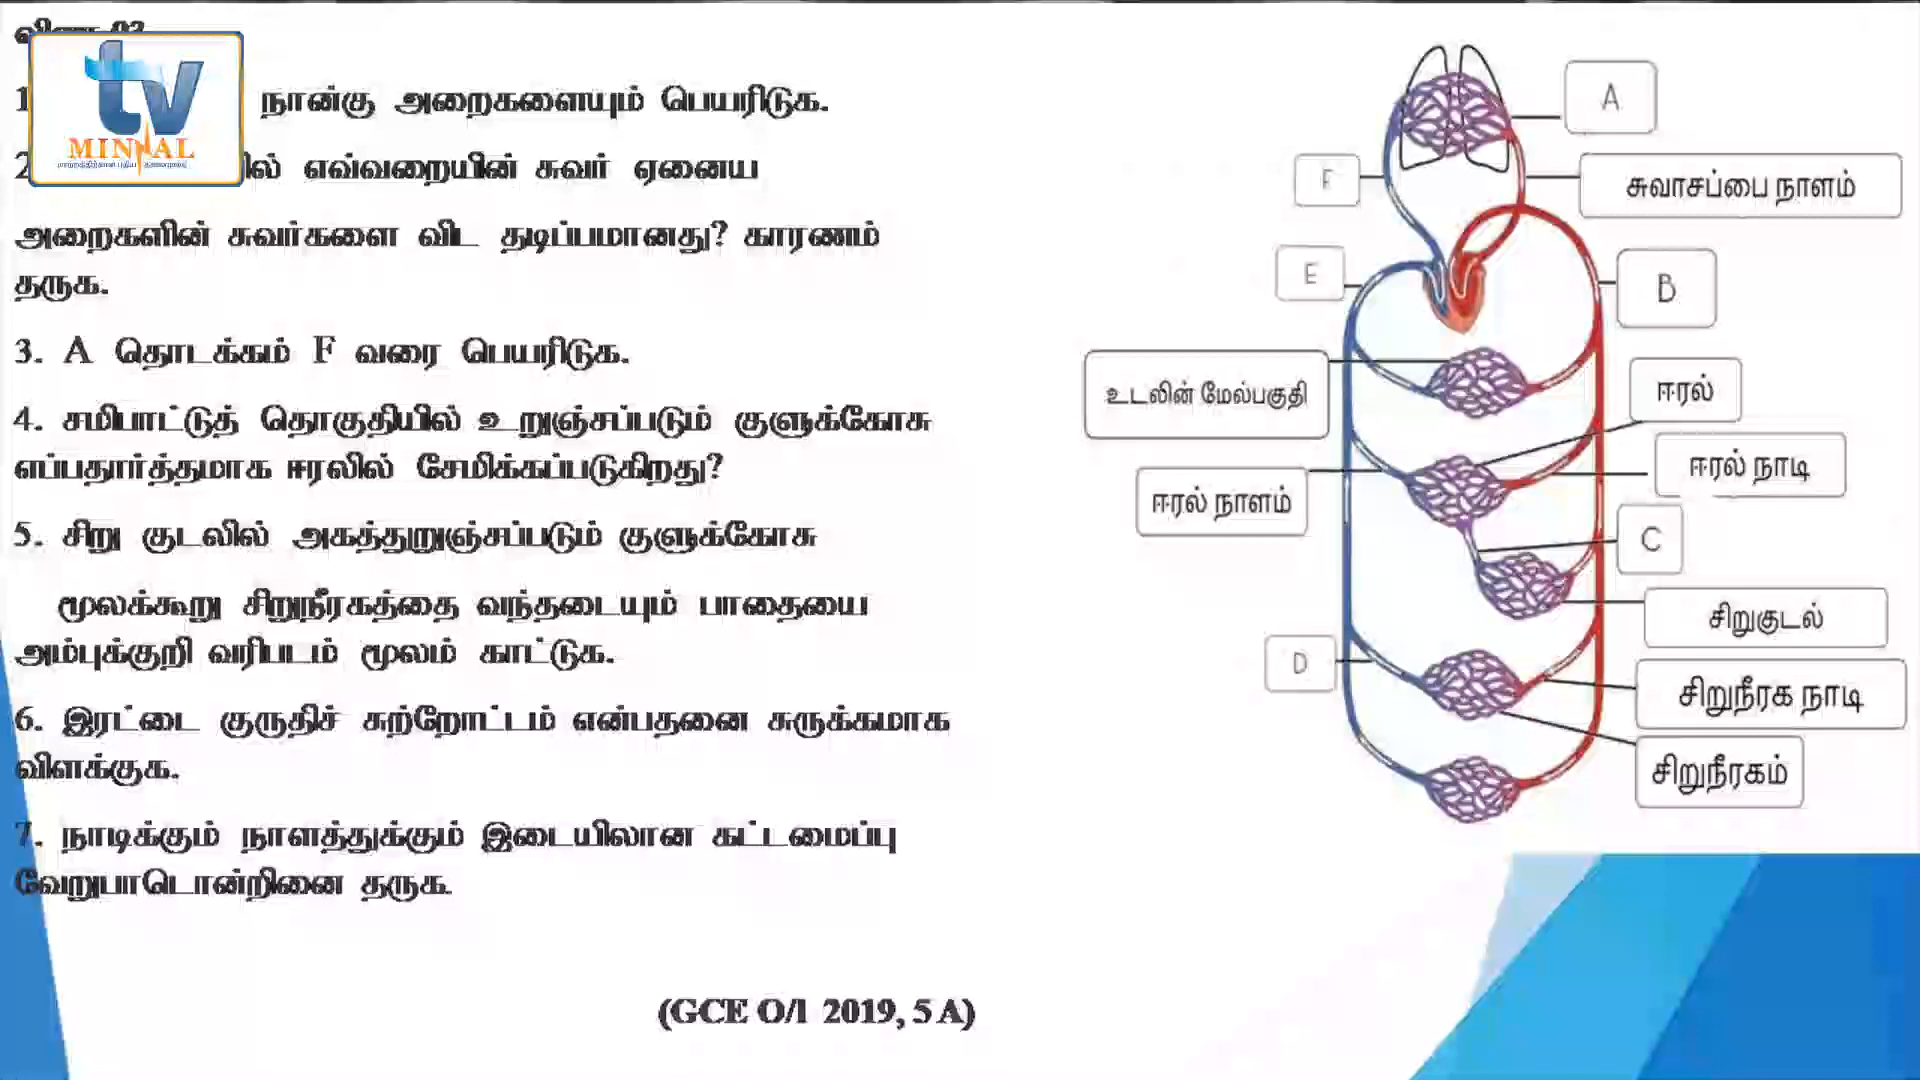 1 நான்கு அறைகளையும் பெயரிடுக.
2 ில் எவ்வறையின் சுவர் ஏனைய
அறைகளின் சுவர்களை விட தடிப்பமானது? காரணம்
தருக.
3. A தொடக்கம் F வரை பெயரிடுக.
4. சமிபாட்டுத் தொகுதியில் உறுஞ்சப்படும் குளுக்கோசு
எப்பதார்த்தமாக ஈரலில் சேமிக்கப்படுகிறது?
5. சிறு குடலில் அகத்துறுஞ்சப்படும் குளுக்கோசு
மூலக்கூறு சிறுநீரகத்தை வந்தடையும் பாதையை
அம்புக்குறி வரிபடம் மூலம் காட்டுக.
6. இரட்டை குருதிச் சுற்றோட்டம் என்பதனை சுருக்கமாக
விளக்குக.
7. நாடிக்கும் நாளத்துக்கும் இடையிலான கட்டமைப்பு
வேறுபாடொன்றினை தருக.
(GCE O/l 2019, 5 A)
tv
MINNAL
A
சுவாசப்பை நாளம்
F
E
B
உடலின் மேல்பகுதி
ஈரல்
ஈரல் நாடி
ஈரல் நாளம்
C
சிறுகுடல்
D
சிறுநீரக நாடி
சிறுநீரகம்